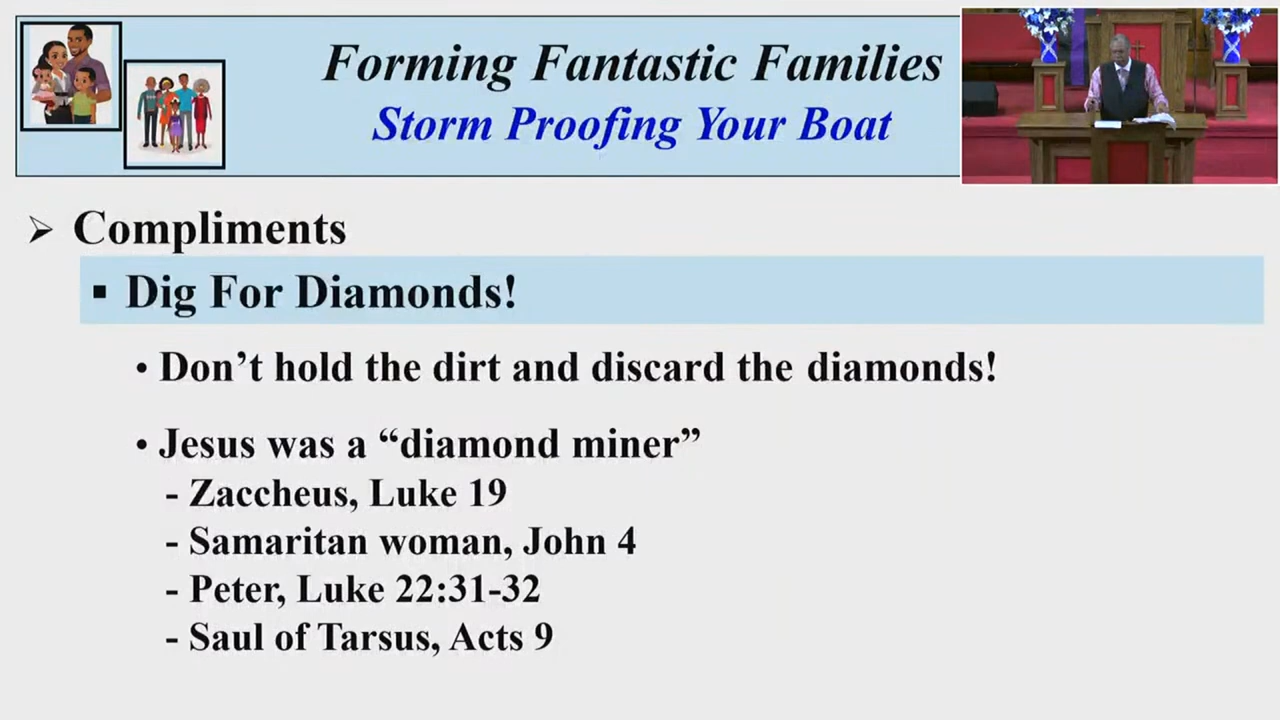 Forming Fantastic Families
Storm Proofing Your Boat
➢ Compliments
▪ Dig For Diamonds!
• Don’t hold the dirt and discard the diamonds!
• Jesus was a “diamond miner”
- Zaccheus, Luke 19
- Samaritan woman, John 4
- Peter, Luke 22:31-32
- Saul of Tarsus, Acts 9